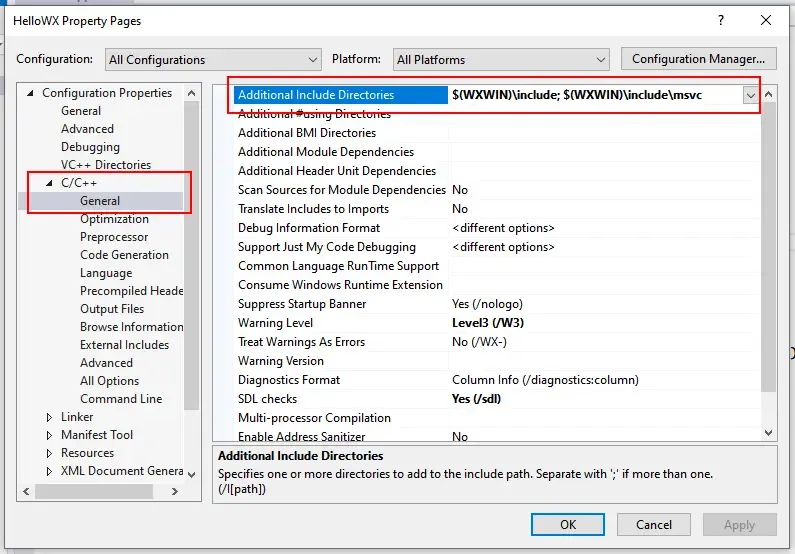 HelloWX Property Pages
Configuration: All Configurations Platform: All Platforms Configuration Manager...
Configuration Properties
General
Advanced
Debugging
VC++ Directories
C/C++
General
Optimization
Preprocessor
Code Generation
Language
Precompiled Heade
Output Files
Browse Information
External Includes
Advanced
All Options
Command Line
Linker
Manifest Tool
Resources
XML Document Genera
Additional Include Directories $(WXWIN)\include; $(WXWIN)\include\msvc
Additional #using Directories
Additional BMI Directories
Additional Module Dependencies
Additional Header Unit Dependencies
Scan Sources for Module Dependencies No
Translate Includes to Imports No
Debug Information Format <different options>
Support Just My Code Debugging <different options>
Common Language RunTime Support
Consume Windows Runtime Extension
Suppress Startup Banner Yes (/nologo)
Warning Level Level3 (/W3)
Treat Warnings As Errors No (/WX-)
Warning Version
Diagnostics Format Column Info (/diagnostics:column)
SDL checks Yes (/sdl)
Multi-processor Compilation
Enable Address Sanitizer No
Additional Include Directories
Specifies one or more directories to add to the include path. Separate with ';' if more than one.
(/I[path])
OK Cancel Apply